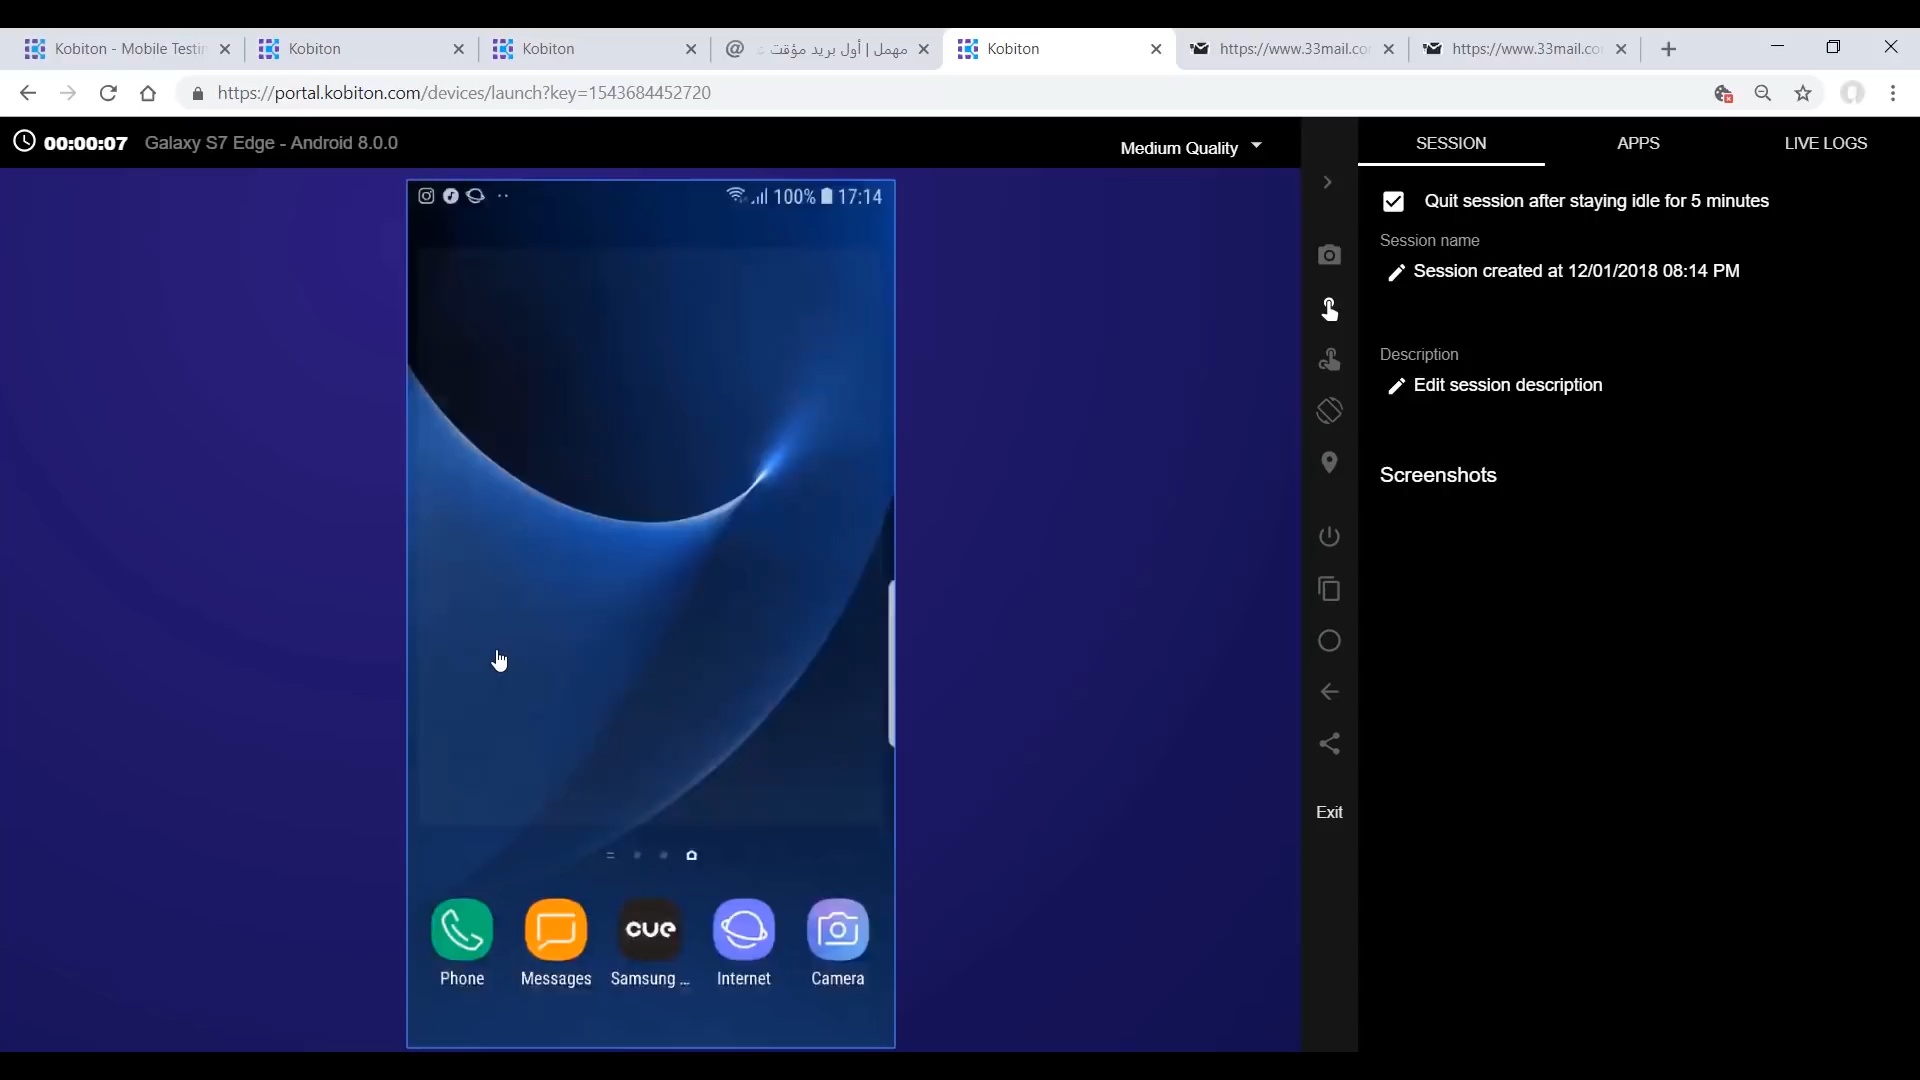 Kobiton - Mobile Testin
Kobiton
Kobiton
مهمل | أول بريد مؤقت
Kobiton
https://www.33mail.co
https://www.33mail.co
https://portal.kobiton.com/devices/launch?key=1543684452720
00:00:07 Galaxy S7 Edge - Android 8.0.0
Medium Quality
SESSION
APPS
LIVE LOGS
100% 17:14
Quit session after staying idle for 5 minutes
Session name
Session created at 12/01/2018 08:14 PM
Description
Edit session description
Screenshots
Exit
cue
Phone
Messages
Samsung ...
Internet
Camera